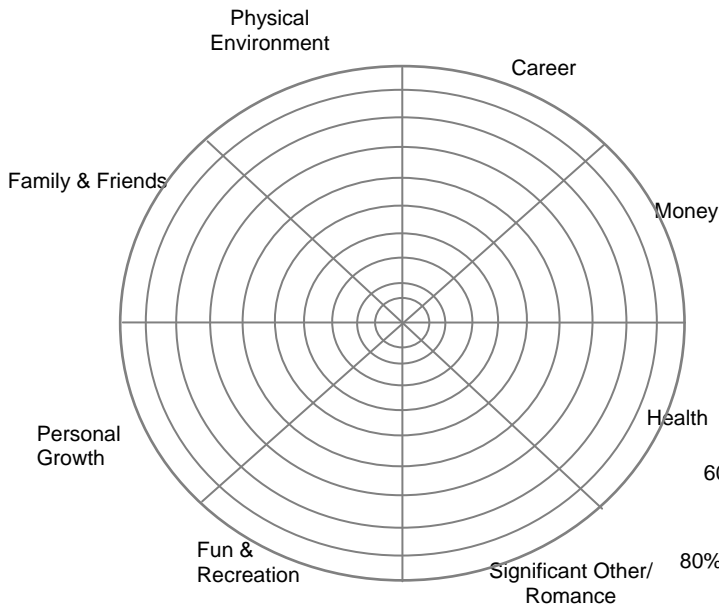 Physical
Environment
Career
Family & Friends
Money
Personal
Growth
Health
60
Fun &
Recreation
80%
Significant Other/
Romance